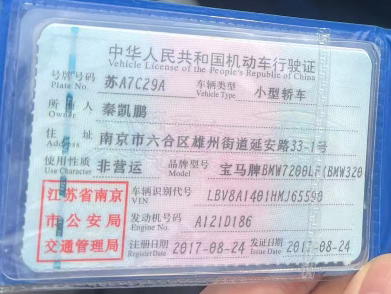 中华人民共和国机动车行驶证
Vehicle License of the People's Republic of China
号牌号码 Plate No. 苏A7C29A 车辆类型 Vehicle Type 小型轿车
所有人 Owner 秦凯鹏
住址 Address 南京市六合区雄州街道延安路33-1号
使用性质 Use Character 非营运 品牌型号 Model 宝马牌BMW7200LF(BMW320
江苏省南京市公安局交通管理局
车辆识别代号 VIN LBV8A1401HMJ65590
发动机号码 Engine No. A121D186
注册日期 Register Date 2017-08-24 发证日期 Issue Date 2017-08-24